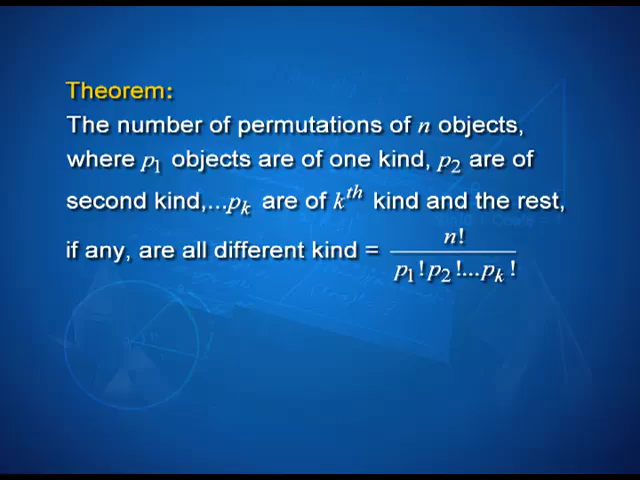 Theorem:
The number of permutations of n objects,
where p₁ objects are of one kind, p₂ are of
second kind,...pₖ are of kᵗʰ kind and the rest,
if any, are all different kind = n! / p₁!p₂!...pₖ!